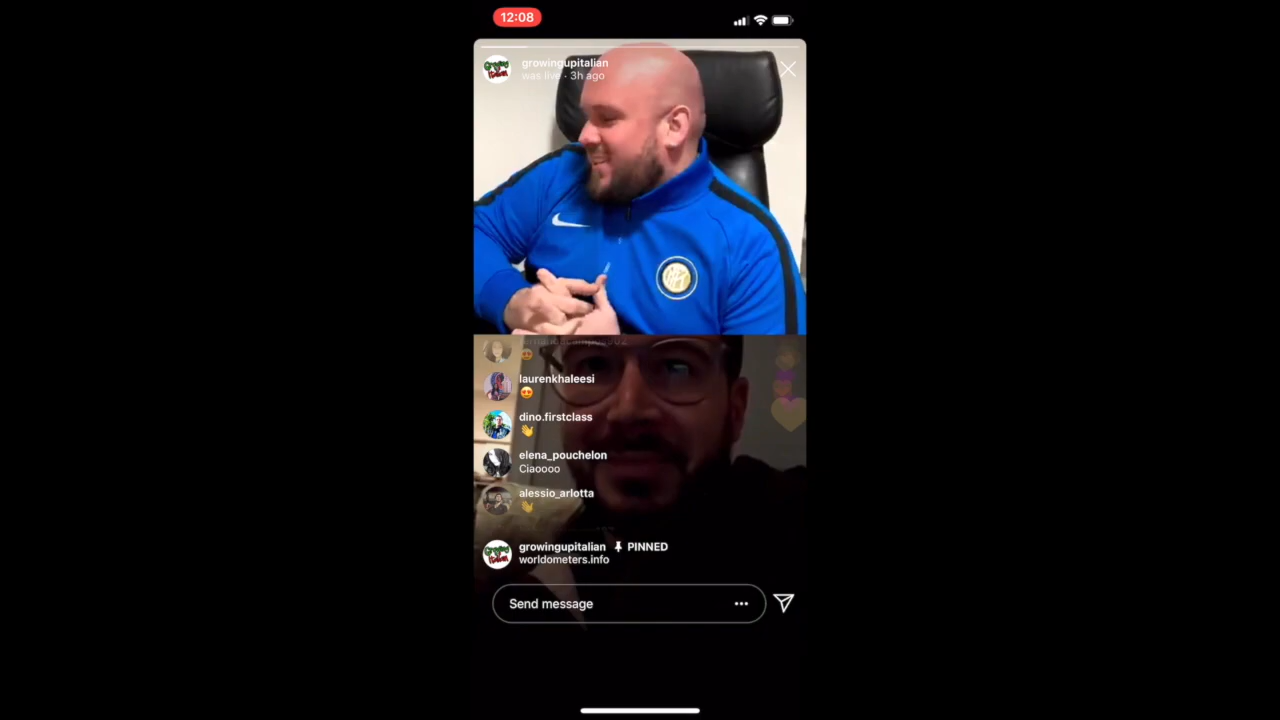 12:08
growingupitalian
was live · 3h ago
laurenkhaleesi
😍
dino.firstclass
👋
elena_pouchelon
Ciaoooo
alessio_arlotta
👋
growingupitalian PINNED
worldometers.info
Send message